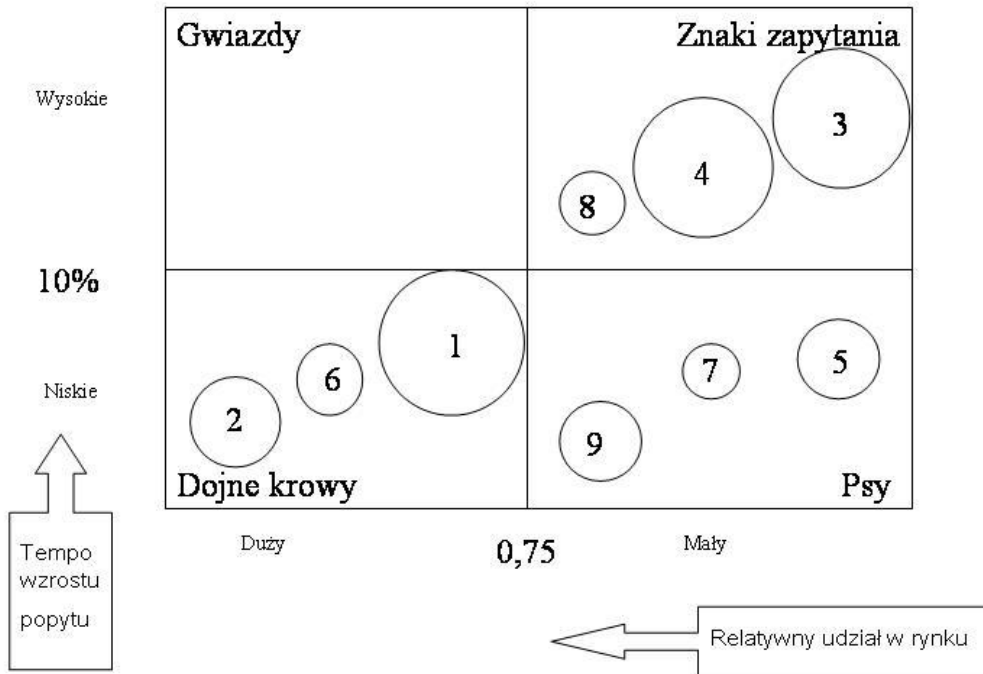 Gwiazdy
Znaki zapytania
Wysokie
3
4
8
10%
1
6
7
5
Niskie
2
9
Dojne krowy
Psy
Duży
0,75
Mały
Tempo
wzrostu
popytu
Relatywny udział w rynku